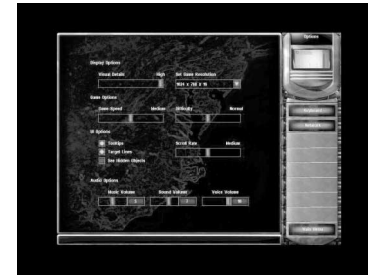 Options
Display Options
Visual Details High Set Game Resolution
1024 x 768 x 16
Game Options
Game Speed Medium Difficulty Normal
UI Options
Tooltips Scroll Rate Medium
Target Lines
See Hidden Objects
Audio Options
Music Volume Sound Volume Voice Volume
Main Menu